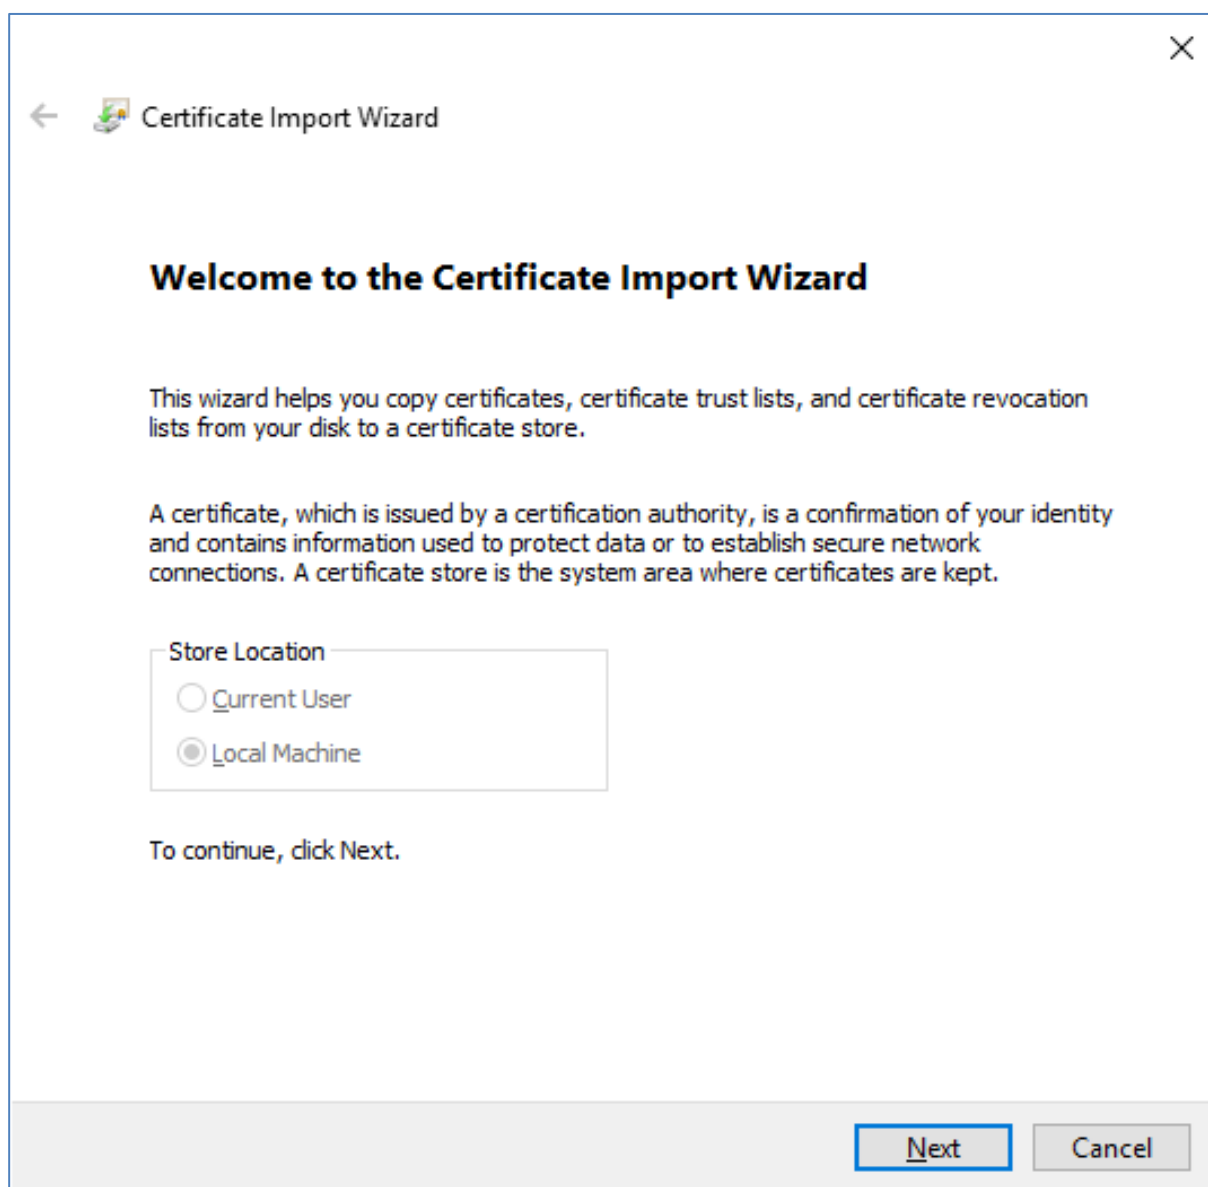 Certificate Import Wizard
Welcome to the Certificate Import Wizard
This wizard helps you copy certificates, certificate trust lists, and certificate revocation
lists from your disk to a certificate store.
A certificate, which is issued by a certification authority, is a confirmation of your identity
and contains information used to protect data or to establish secure network
connections. A certificate store is the system area where certificates are kept.
Store Location
Current User
Local Machine
To continue, click Next.
Next
Cancel